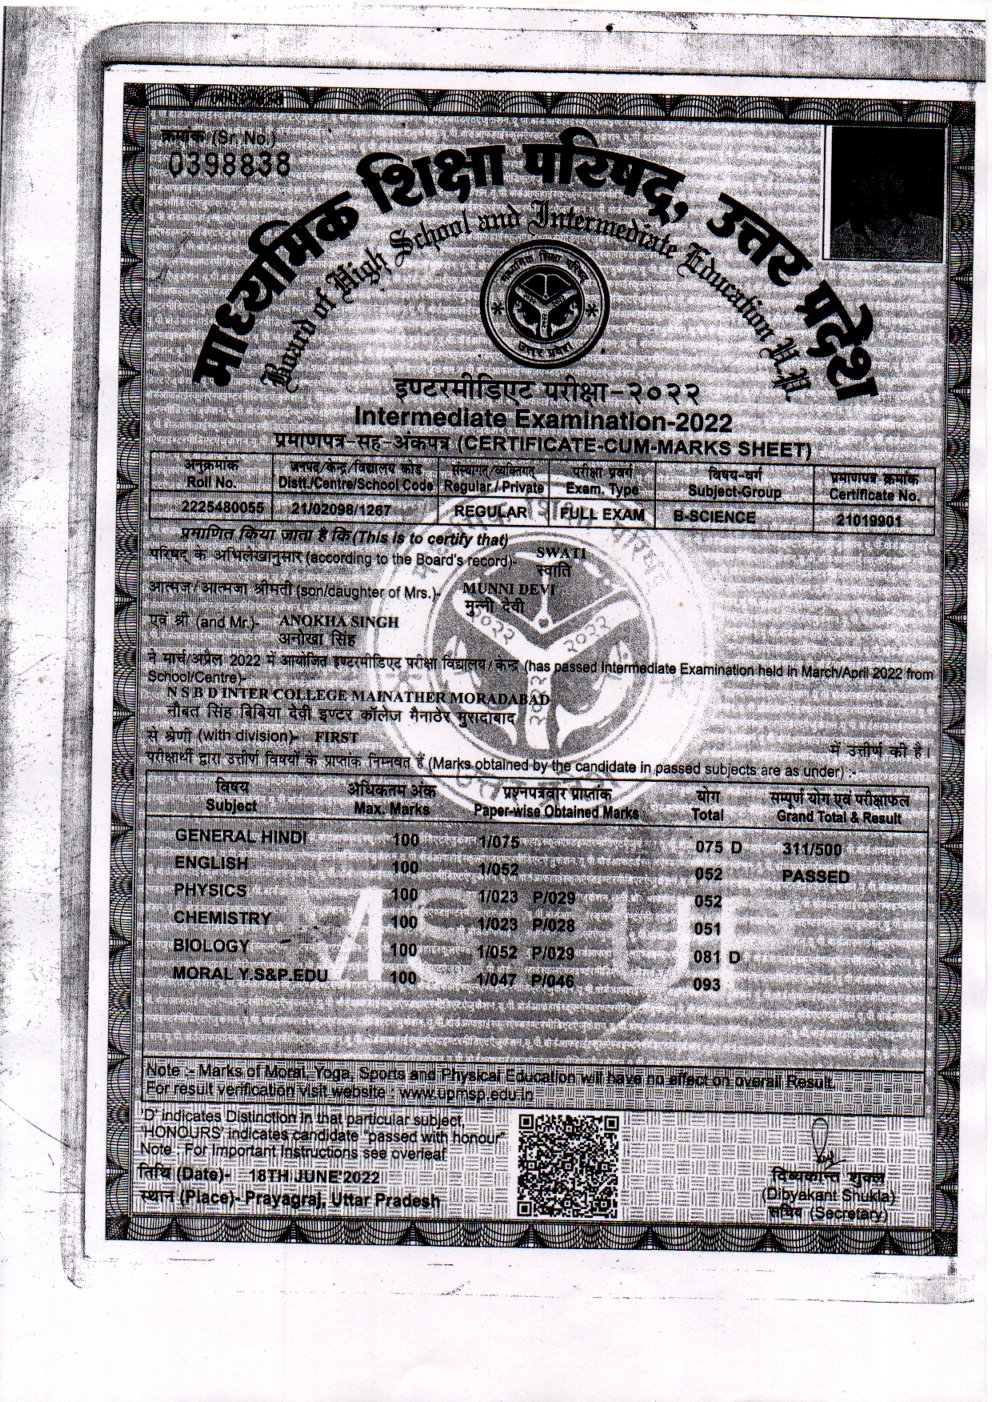 क्रमांक (Sr. No.)
0398838
माध्यमिक शिक्षा परिषद्, उत्तर प्रदेश
Board of High School and Intermediate Education U.P.
माध्यमिक शिक्षा परिषद्
उत्तर प्रदेश
इण्टरमीडिएट परीक्षा-२०२२
Intermediate Examination-2022
प्रमाणपत्र-सह-अंकपत्र (CERTIFICATE-CUM-MARKS SHEET)
अनुक्रमांक जनपद/केन्द्र/विद्यालय कोड संस्थागत/व्यक्तिगत परीक्षा प्रवर्ग विषय-वर्ग प्रमाणपत्र क्रमांक
Roll No. Distt./Centre/School Code Regular / Private Exam. Type Subject-Group Certificate No.
2225480055 21/02098/1267 REGULAR FULL EXAM B-SCIENCE 21019901
प्रमाणित किया जाता है कि (This is to certify that)
परिषद् के अभिलेखानुसार (according to the Board's record)- SWATI
स्वाति
आत्मज/आत्मजा श्रीमती (son/daughter of Mrs.)- MUNNI DEVI
मुन्नी देवी
एवं श्री (and Mr.)- ANOKHA SINGH
अनोखा सिंह
ने मार्च/अप्रैल 2022 में आयोजित इण्टरमीडिएट परीक्षा विद्यालय/केन्द्र (has passed Intermediate Examination held in March/April 2022 from
School/Centre)-
N S B D INTER COLLEGE MAINATHER MORADABAD
नौबत सिंह बिबिया देवी इण्टर कॉलेज मैनाठेर मुरादाबाद
से श्रेणी (with division)- FIRST में उत्तीर्ण की है।
परीक्षार्थी द्वारा उत्तीर्ण विषयों के प्राप्तांक निम्नवत् हैं (Marks obtained by the candidate in passed subjects are as under) :-
विषय अधिकतम अंक प्रश्नपत्रवार प्राप्तांक योग सम्पूर्ण योग एवं परीक्षाफल
Subject Max. Marks Paper-wise Obtained Marks Total Grand Total & Result
GENERAL HINDI 100 1/075 075 D 311/500
ENGLISH 100 1/052 052 PASSED
PHYSICS 100 1/023 P/029 052
CHEMISTRY 100 1/023 P/028 051
BIOLOGY 100 1/052 P/029 081 D
MORAL Y.S&P.EDU 100 1/047 P/046 093
Note :- Marks of Moral, Yoga, Sports and Physical Education will have no effect on overall Result.
For result verification visit website : www.upmsp.edu.in
'D' indicates Distinction in that particular subject,
'HONOURS' indicates candidate "passed with honour"
Note : For Important Instructions see overleaf
तिथि (Date)- 18TH JUNE'2022
स्थान (Place)- Prayagraj, Uttar Pradesh
दिव्यकान्त शुक्ल
(Dibyakant Shukla)
सचिव (Secretary)